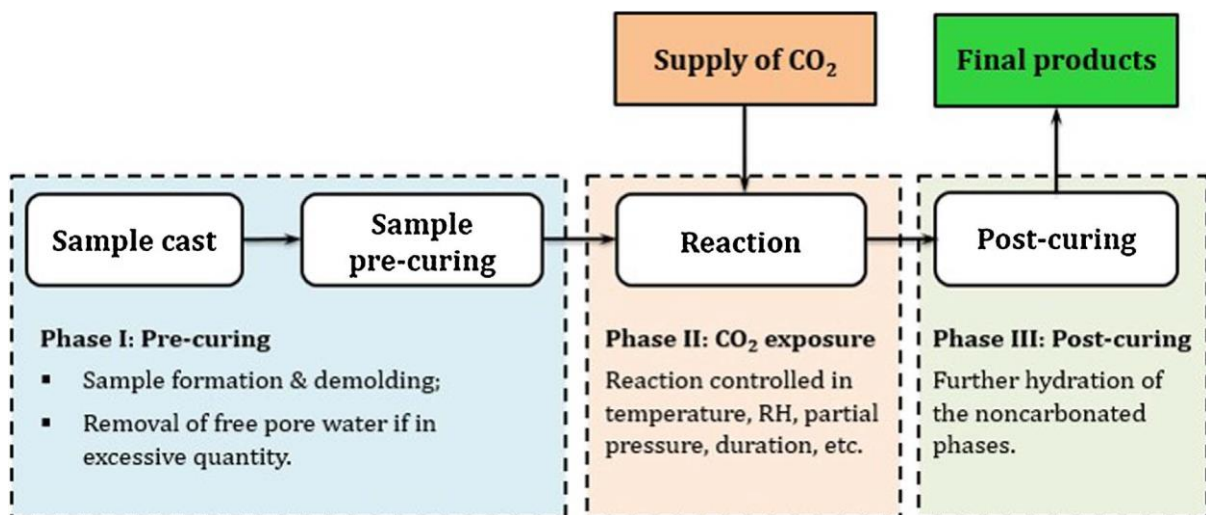 Supply of CO₂
Final products
Sample cast
Sample
pre-curing
Reaction
Post-curing
Phase I: Pre-curing
▪ Sample formation & demolding;
▪ Removal of free pore water if in
excessive quantity.
Phase II: CO₂ exposure
Reaction controlled in
temperature, RH, partial
pressure, duration, etc.
Phase III: Post-curing
Further hydration of
the noncarbonated
phases.